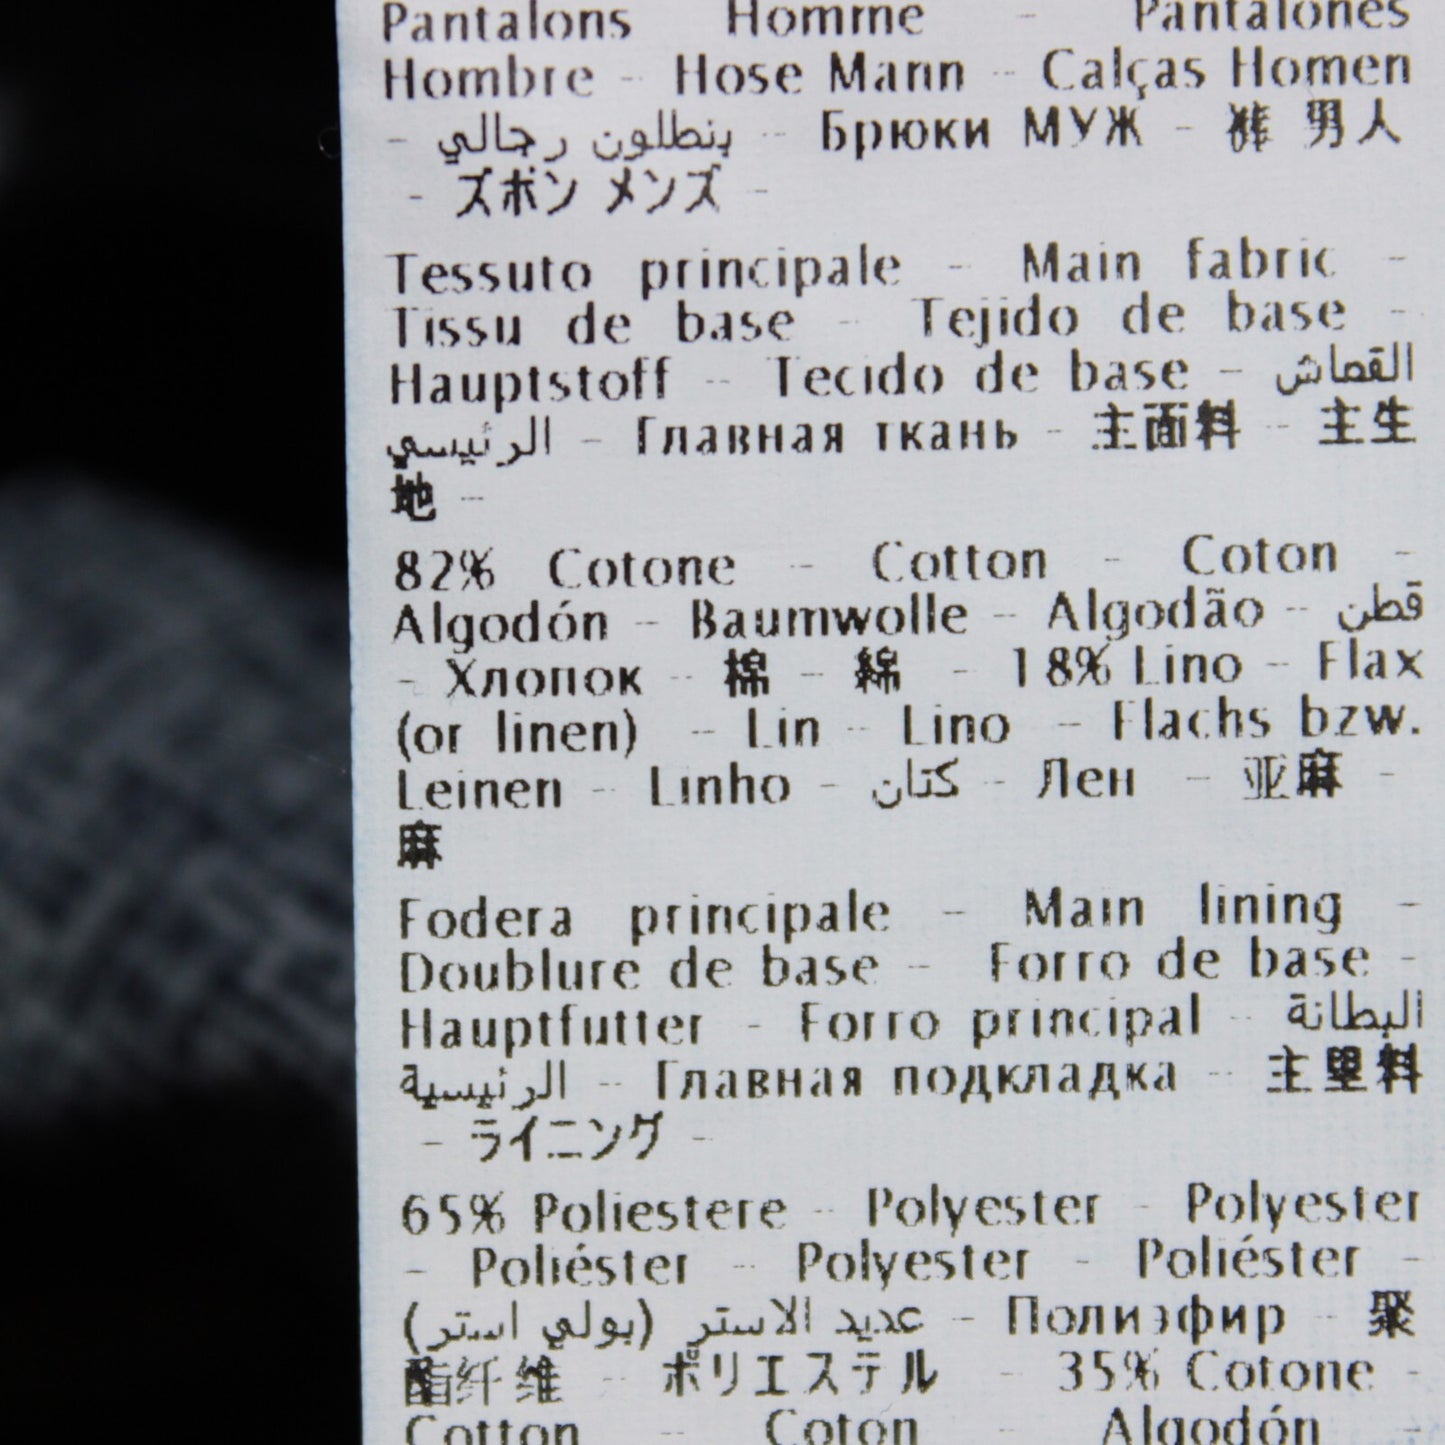 Pantalons Homme - Pantalones
Hombre - Hose Mann - Calças Homen
- بنطلون رجالي - Брюки МУЖ - 裤 男人
- ズボン メンズ -
Tessuto principale - Main fabric -
Tissu de base - Tejido de base -
Hauptstoff - Tecido de base - القماش
الرئيسي - Главная ткань - 主面料 - 主生
地 -
82% Cotone - Cotton - Coton -
Algodón - Baumwolle - Algodão - قطن
- Хлопок - 棉 - 綿 - 18% Lino - Flax
(or linen) - Lin - Lino - Flachs bzw.
Leinen - Linho - كتان - Лен - 亚麻 -
麻
Fodera principale - Main lining -
Doublure de base - Forro de base -
Hauptfutter - Forro principal - البطانة
الرئيسية - Главная подкладка - 主里料
- ライニング -
65% Poliestere - Polyester - Polyester
- Poliéster - Polyester - Poliéster -
عديد الاستر (بولي استر) - Полиэфир - 聚
酯纤维 - ポリエステル - 35% Cotone -
Cotton - Coton - Algodón -